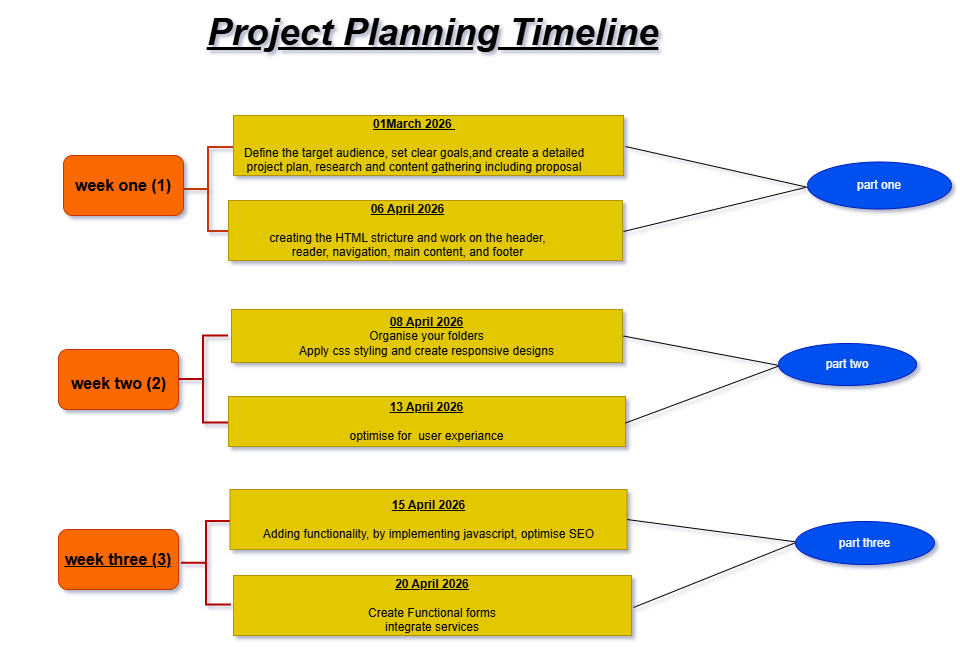 Project Planning Timeline
week one (1)
01March 2026
Define the target audience, set clear goals,and create a detailed
project plan, research and content gathering including proposal
06 April 2026
creating the HTML stricture and work on the header,
reader, navigation, main content, and footer
part one
week two (2)
08 April 2026
Organise your folders
Apply css styling and create responsive designs
13 April 2026
optimise for  user experiance
part two
week three (3)
15 April 2026
Adding functionality, by implementing javascript, optimise SEO
20 April 2026
Create Functional forms
integrate services
part three